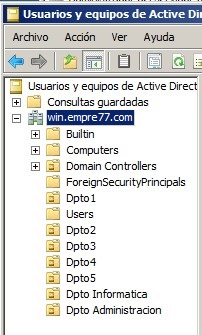 Usuarios y equipos de Active Dir
Archivo Acción Ver Ayuda
Usuarios y equipos de Active Direct
Consultas guardadas
win.empre77.com
Builtin
Computers
Domain Controllers
ForeignSecurityPrincipals
Dpto1
Users
Dpto2
Dpto3
Dpto4
Dpto5
Dpto Informatica
Dpto Administracion